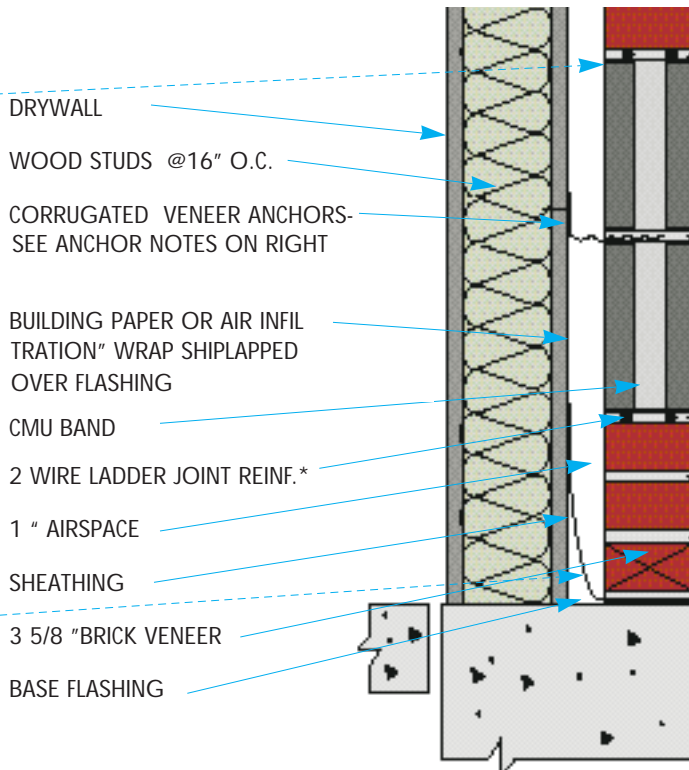 DRYWALL
WOOD STUDS @16" O.C.
CORRUGATED VENEER ANCHORS-
SEE ANCHOR NOTES ON RIGHT
BUILDING PAPER OR AIR INFIL
TRATION" WRAP SHIPLAPPED
OVER FLASHING
CMU BAND
2 WIRE LADDER JOINT REINF.*
1 " AIRSPACE
SHEATHING
3 5/8 "BRICK VENEER
BASE FLASHING